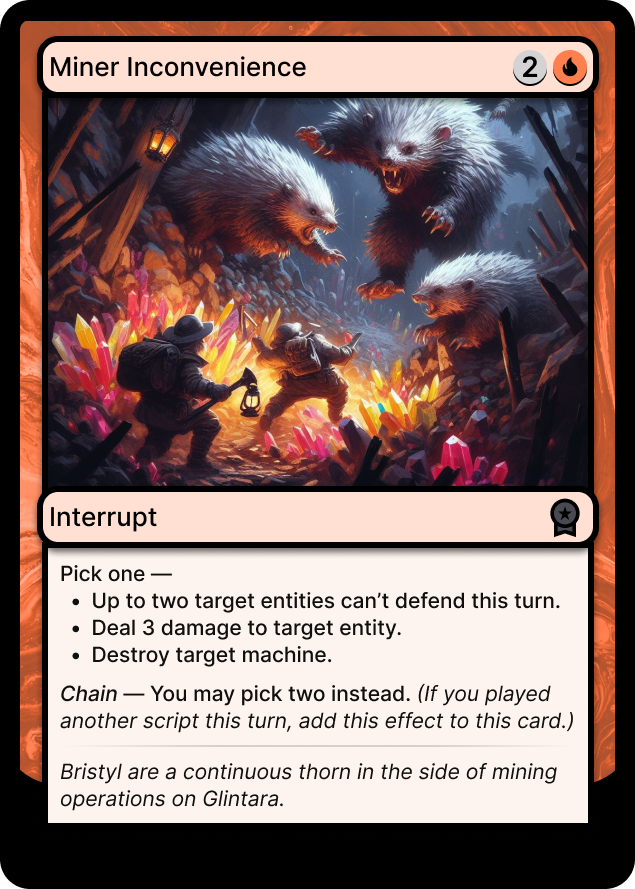 Miner Inconvenience
2
Interrupt
Pick one —
• Up to two target entities can’t defend this turn.
• Deal 3 damage to target entity.
• Destroy target machine.
Chain — You may pick two instead. (If you played
another script this turn, add this effect to this card.)
Bristyl are a continuous thorn in the side of mining
operations on Glintara.